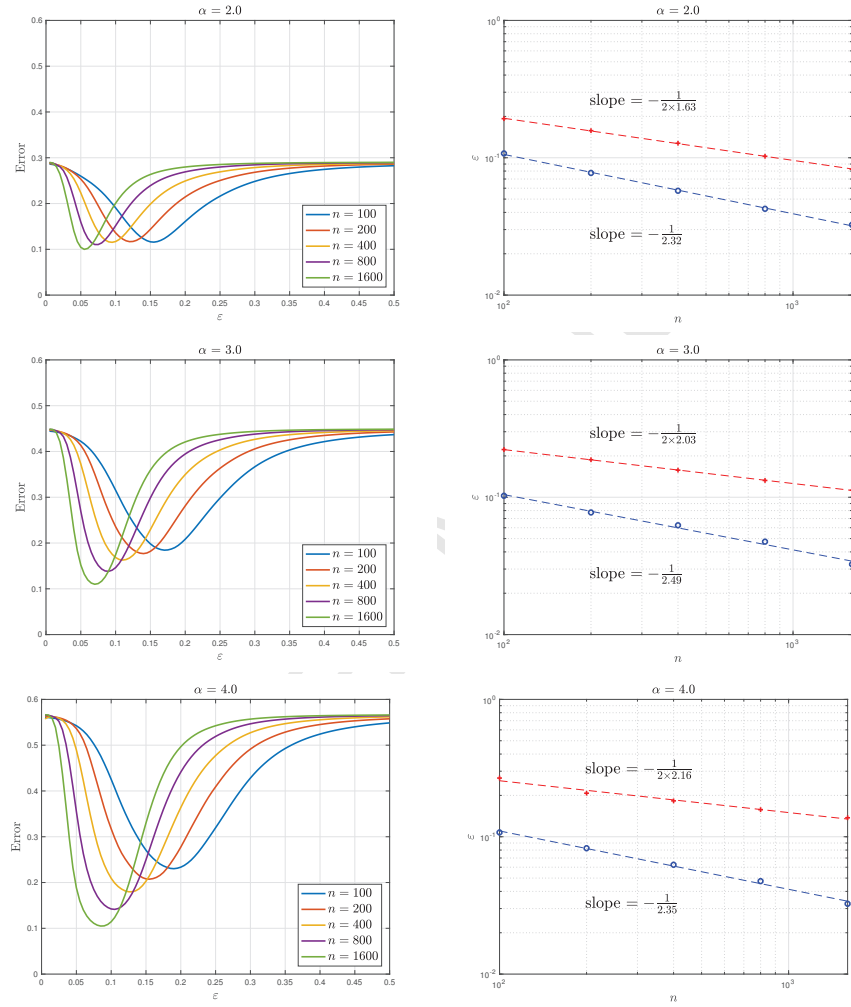 α = 2.0
Error
0.6
0.5
0.4
0.3
0.2
0.1
0
0 0.05 0.1 0.15 0.2 0.25 0.3 0.35 0.4 0.45 0.5
ε
n = 100
n = 200
n = 400
n = 800
n = 1600
α = 2.0
ε
10^0
10^-1
10^-2
10^2 10^3
n
slope = −1/(2×1.63)
slope = −1/2.32
α = 3.0
Error
0.6
0.5
0.4
0.3
0.2
0.1
0
0 0.05 0.1 0.15 0.2 0.25 0.3 0.35 0.4 0.45 0.5
ε
n = 100
n = 200
n = 400
n = 800
n = 1600
α = 3.0
ε
10^0
10^-1
10^-2
10^2 10^3
n
slope = −1/(2×2.03)
slope = −1/2.49
α = 4.0
Error
0.6
0.5
0.4
0.3
0.2
0.1
0
0 0.05 0.1 0.15 0.2 0.25 0.3 0.35 0.4 0.45 0.5
ε
n = 100
n = 200
n = 400
n = 800
n = 1600
α = 4.0
ε
10^0
10^-1
10^-2
10^2 10^3
n
slope = −1/(2×2.16)
slope = −1/2.35